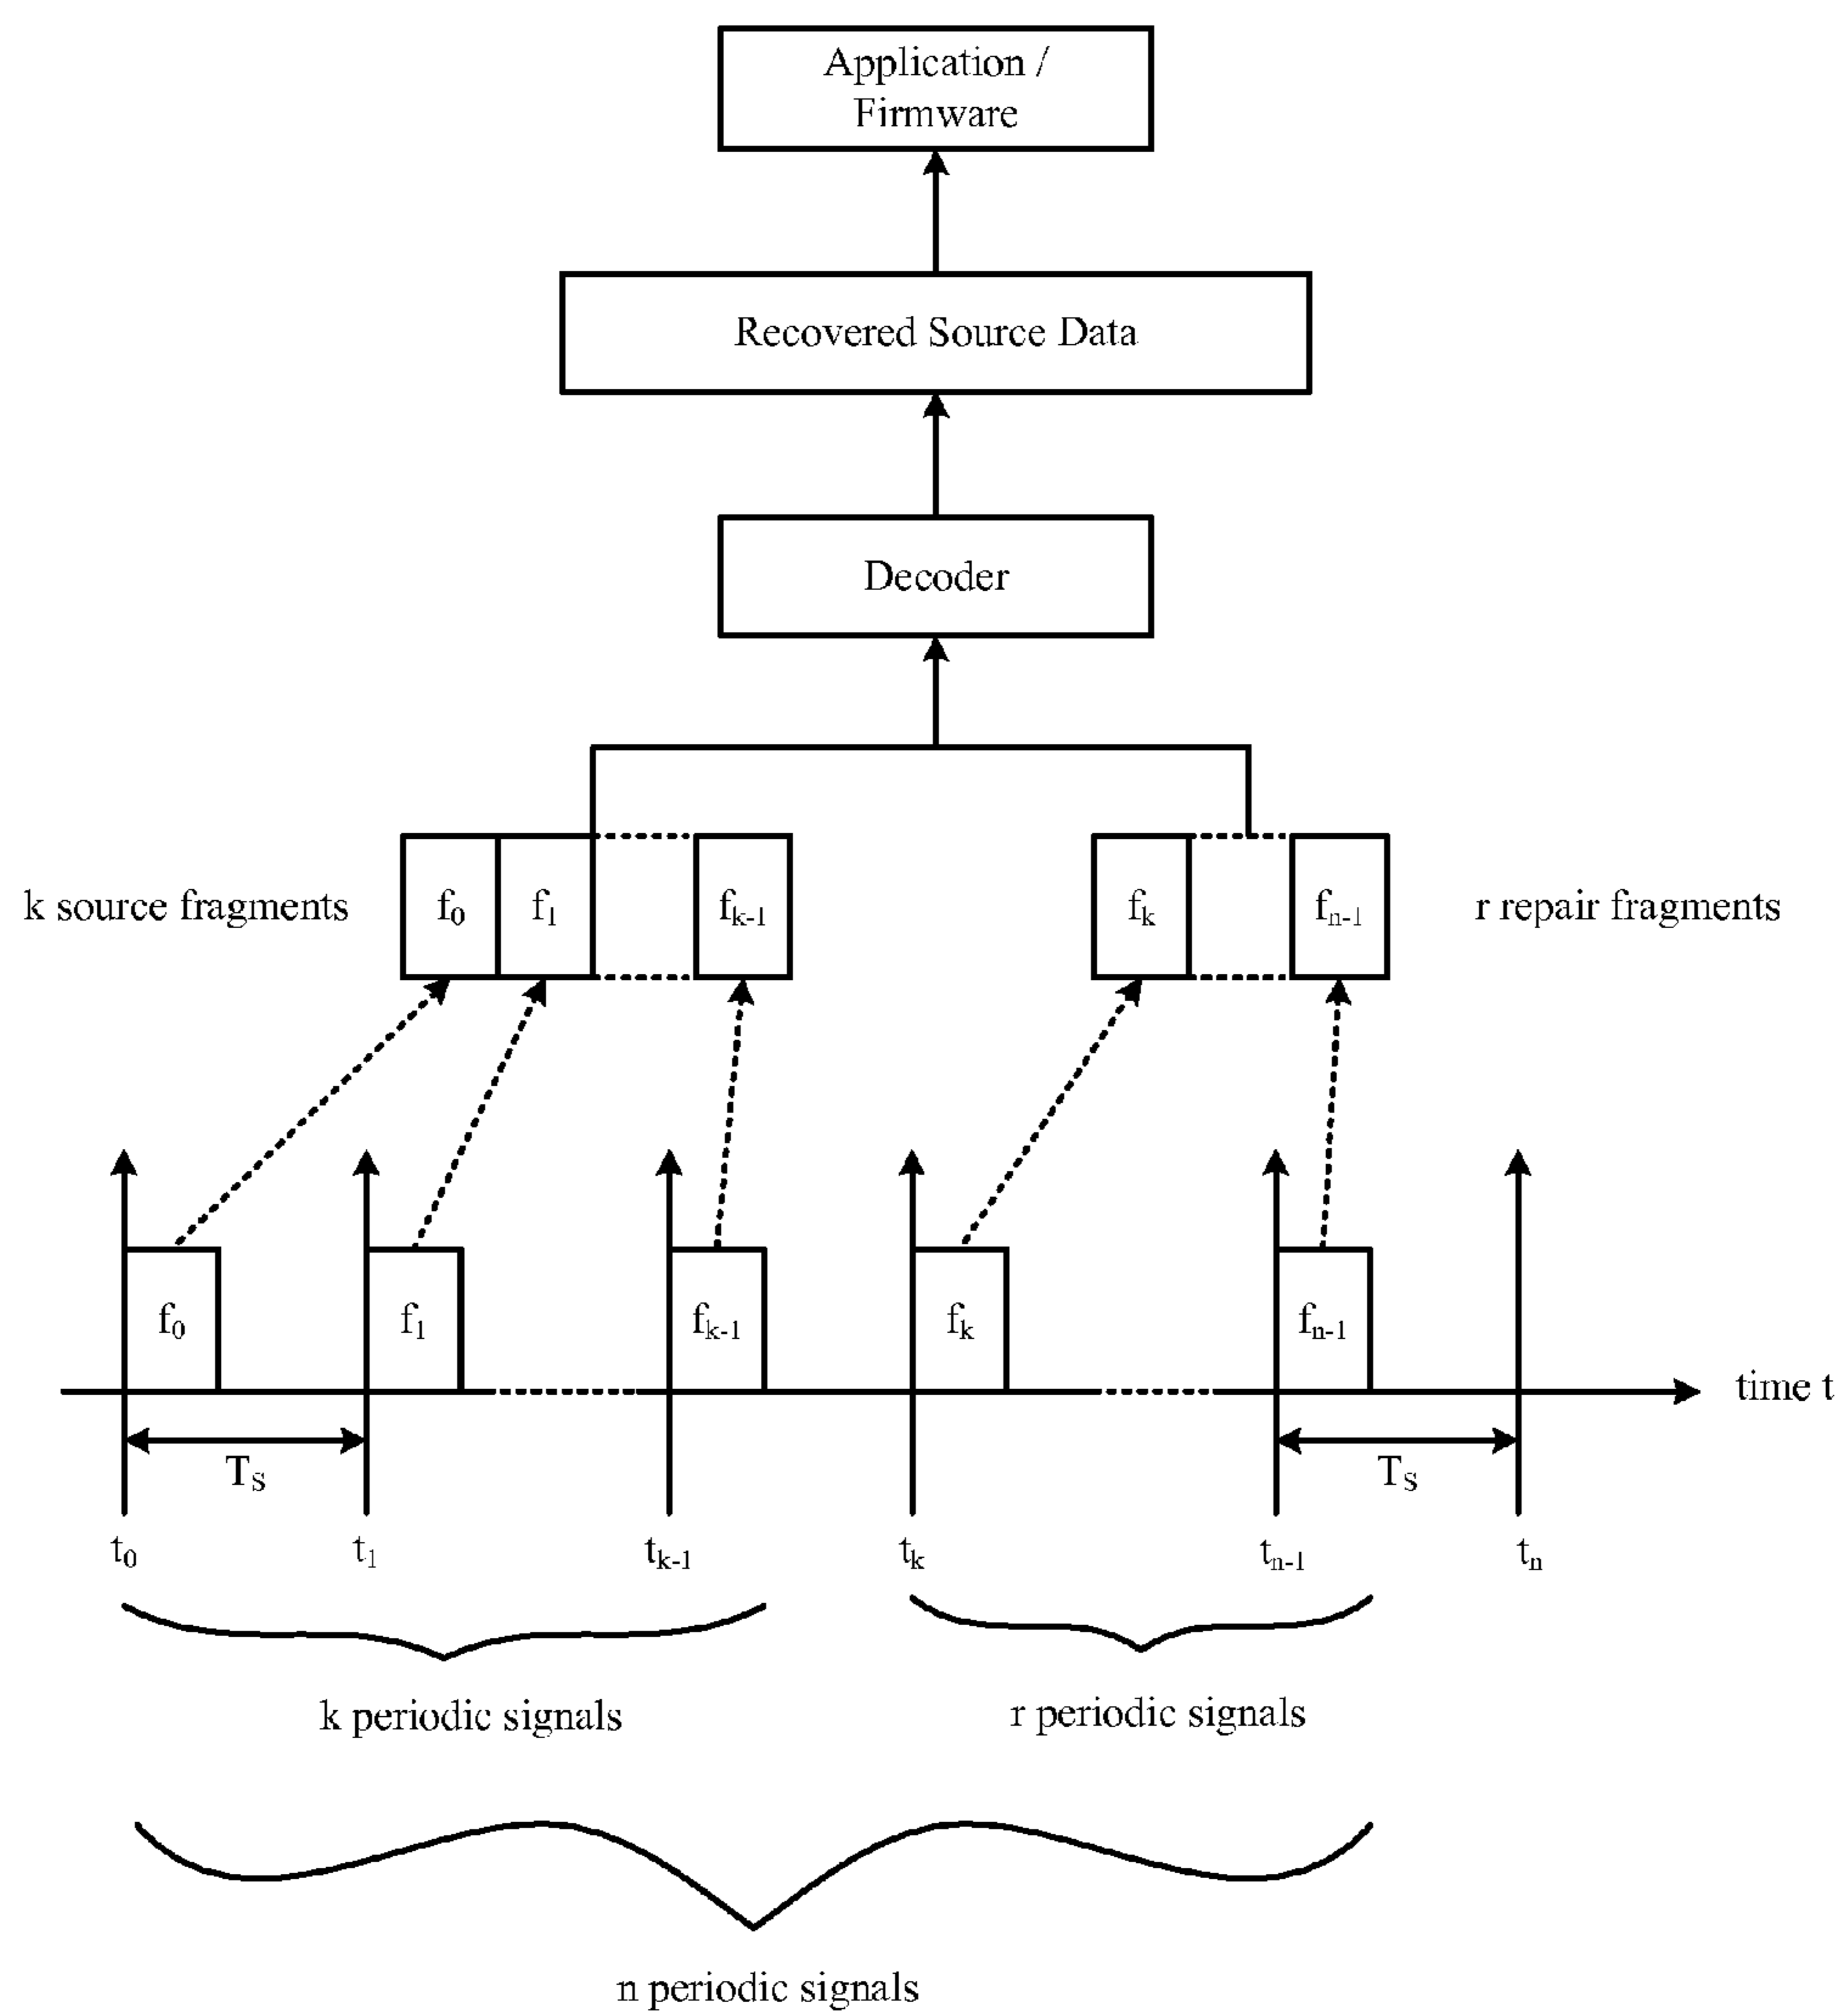 Application /
Firmware
Recovered Source Data
Decoder
k source fragments
f₀ f₁ fₖ₋₁ fₖ fₙ₋₁
r repair fragments
f₀ f₁ fₖ₋₁ fₖ fₙ₋₁
time t
Tₛ Tₛ
t₀ t₁ tₖ₋₁ tₖ tₙ₋₁ tₙ
k periodic signals
r periodic signals
n periodic signals